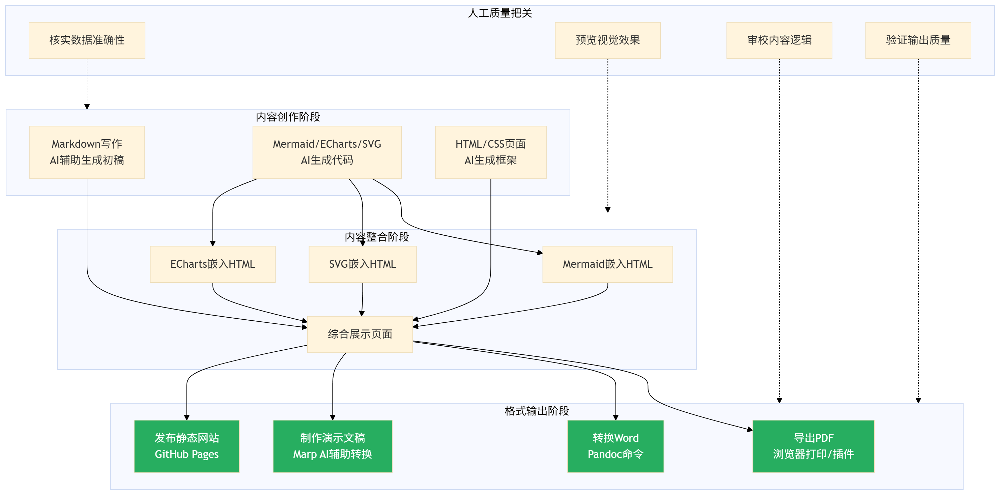 人工质量把关
核实数据准确性
预览视觉效果
审校内容逻辑
验证输出质量
内容创作阶段
Markdown写作
AI辅助生成初稿
Mermaid/ECharts/SVG
AI生成代码
HTML/CSS页面
AI生成框架
内容整合阶段
ECharts嵌入HTML
SVG嵌入HTML
Mermaid嵌入HTML
综合展示页面
格式输出阶段
发布静态网站
GitHub Pages
制作演示文稿
Marp AI辅助转换
转换Word
Pandoc命令
导出PDF
浏览器打印/插件